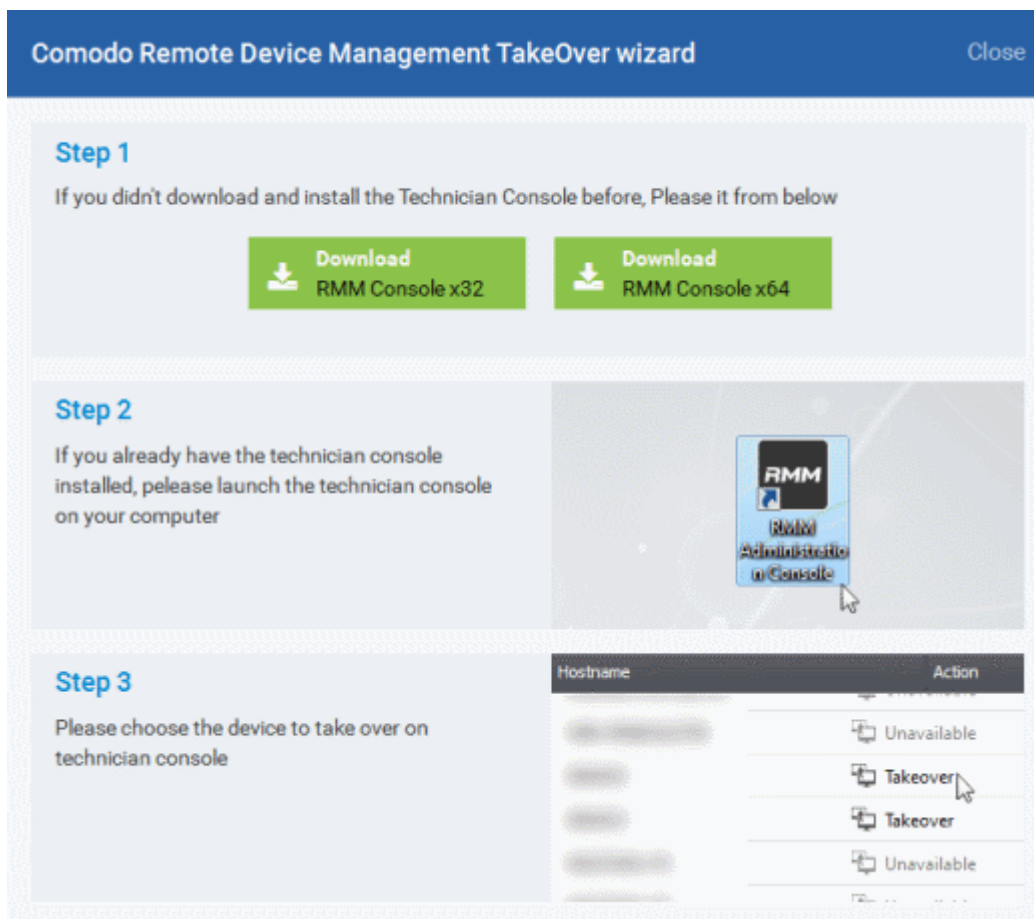 Comodo Remote Device Management TakeOver wizard
Close
Step 1
If you didn't download and install the Technician Console before, Please it from below
Download
RMM Console x32
Download
RMM Console x64
Step 2
If you already have the technician console
installed, pelease launch the technician console
on your computer
RMM
RMM
Administratio
n Console
Step 3
Please choose the device to take over on
technician console
Hostname
Action
Unavailable
Takeover
Takeover
Unavailable